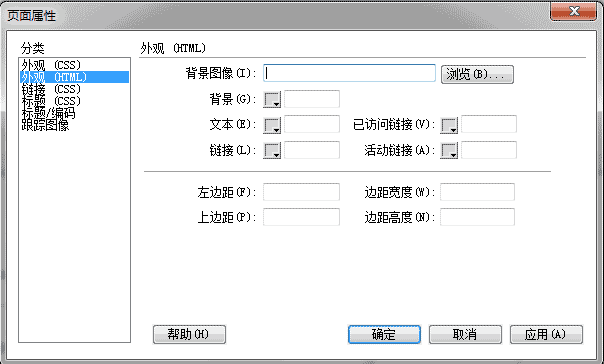 页面属性
分类
外观 (CSS)
外观 (HTML)
链接 (CSS)
标题 (CSS)
标题/编码
跟踪图像
外观 (HTML)
背景图像(I): 浏览(B)...
背景(G):
文本(E): 已访问链接(V):
链接(L): 活动链接(A):
左边距(F): 边距宽度(W):
上边距(P): 边距高度(N):
帮助(H) 确定 取消 应用(A)